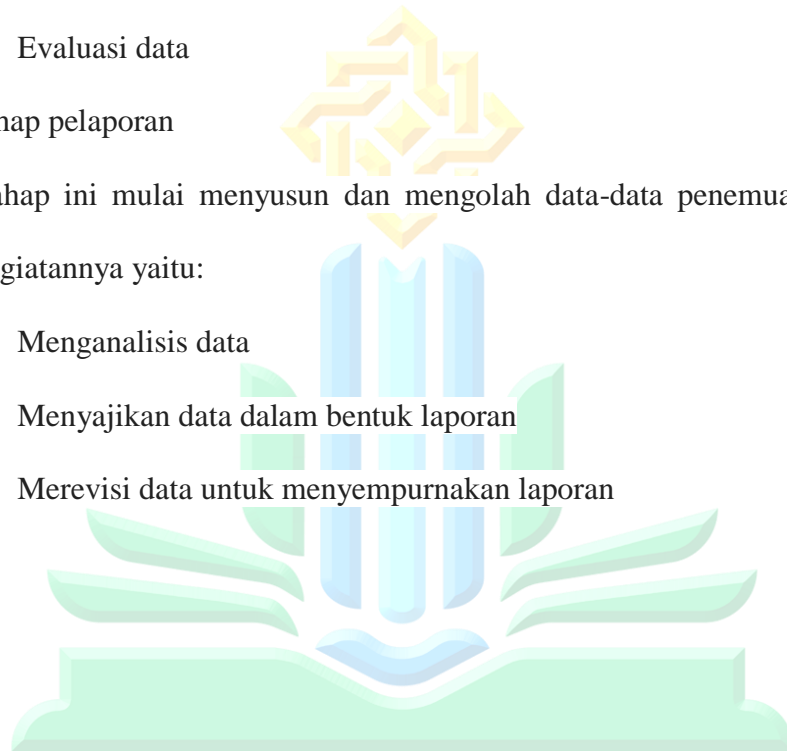 Evaluasi data
hap pelaporan
ahap ini mulai menyusun dan mengolah data-data penemua
giatannya yaitu:
Menganalisis data
Menyajikan data dalam bentuk laporan
Merevisi data untuk menyempurnakan laporan